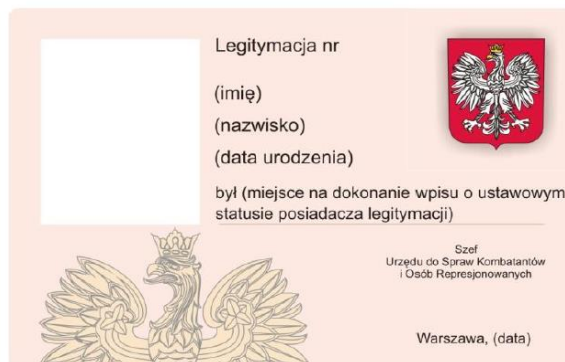 Legitymacja nr
(imię)
(nazwisko)
(data urodzenia)
był (miejsce na dokonanie wpisu o ustawowym
statusie posiadacza legitymacji)
Szef
Urzędu do Spraw Kombatantów
i Osób Represjonowanych
Warszawa, (data)